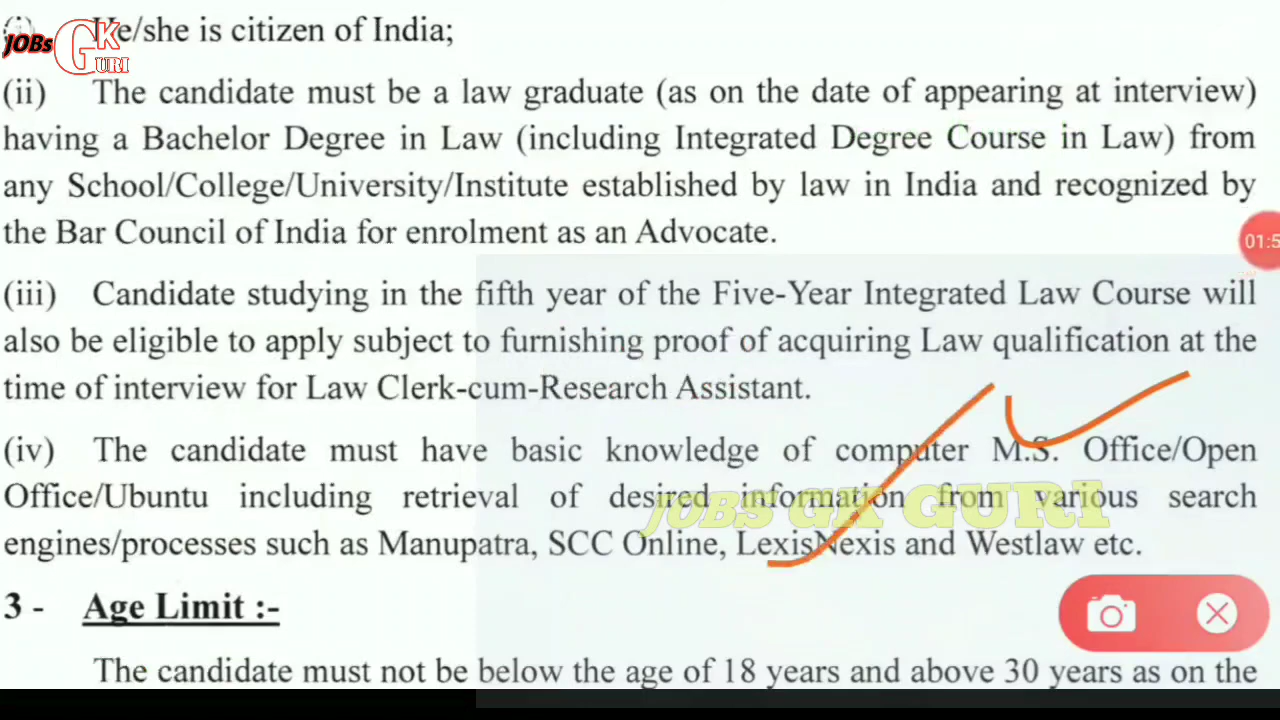 (i) He/she is citizen of India;
JOBs GK URI
(ii) The candidate must be a law graduate (as on the date of appearing at interview)
having a Bachelor Degree in Law (including Integrated Degree Course in Law) from
any School/College/University/Institute established by law in India and recognized by
the Bar Council of India for enrolment as an Advocate.
01:5
(iii) Candidate studying in the fifth year of the Five-Year Integrated Law Course will
also be eligible to apply subject to furnishing proof of acquiring Law qualification at the
time of interview for Law Clerk-cum-Research Assistant.
(iv) The candidate must have basic knowledge of computer M.S. Office/Open
Office/Ubuntu including retrieval of desired information from various search
JOBS GK GURI
engines/processes such as Manupatra, SCC Online, LexisNexis and Westlaw etc.
3 - Age Limit :-
The candidate must not be below the age of 18 years and above 30 years as on the